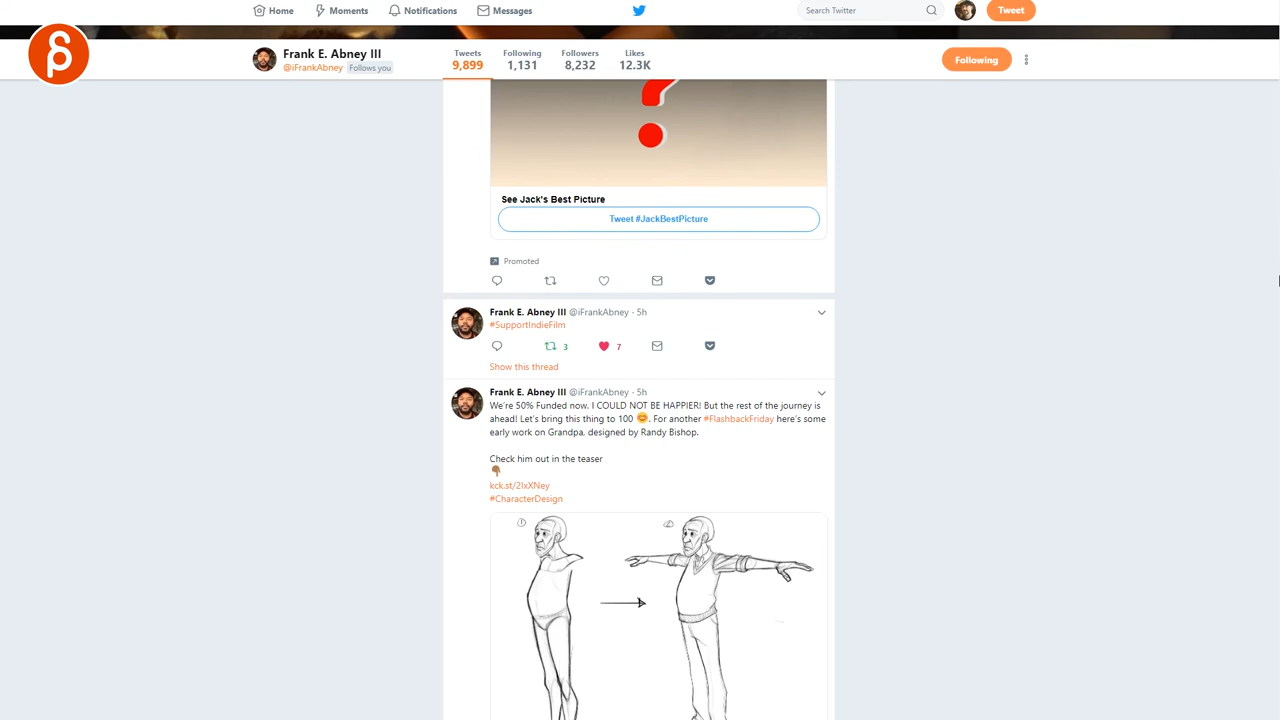 Home
Moments
Notifications
Messages
Search Twitter
Tweet
Frank E. Abney III
@iFrankAbney Follows you
Tweets
9,899
Following
1,131
Followers
8,232
Likes
12.3K
Following
?
See Jack's Best Picture
Tweet #JackBestPicture
Promoted
Frank E. Abney III @iFrankAbney · 5h
#SupportIndieFilm
3
7
Show this thread
Frank E. Abney III @iFrankAbney · 5h
We're 50% Funded now. I COULD NOT BE HAPPIER! But the rest of the journey is
ahead! Let's bring this thing to 100 😊. For another #FlashbackFriday here's some
early work on Grandpa, designed by Randy Bishop.
Check him out in the teaser
👇🏾
kck.st/2IxXNey
#CharacterDesign
1
2